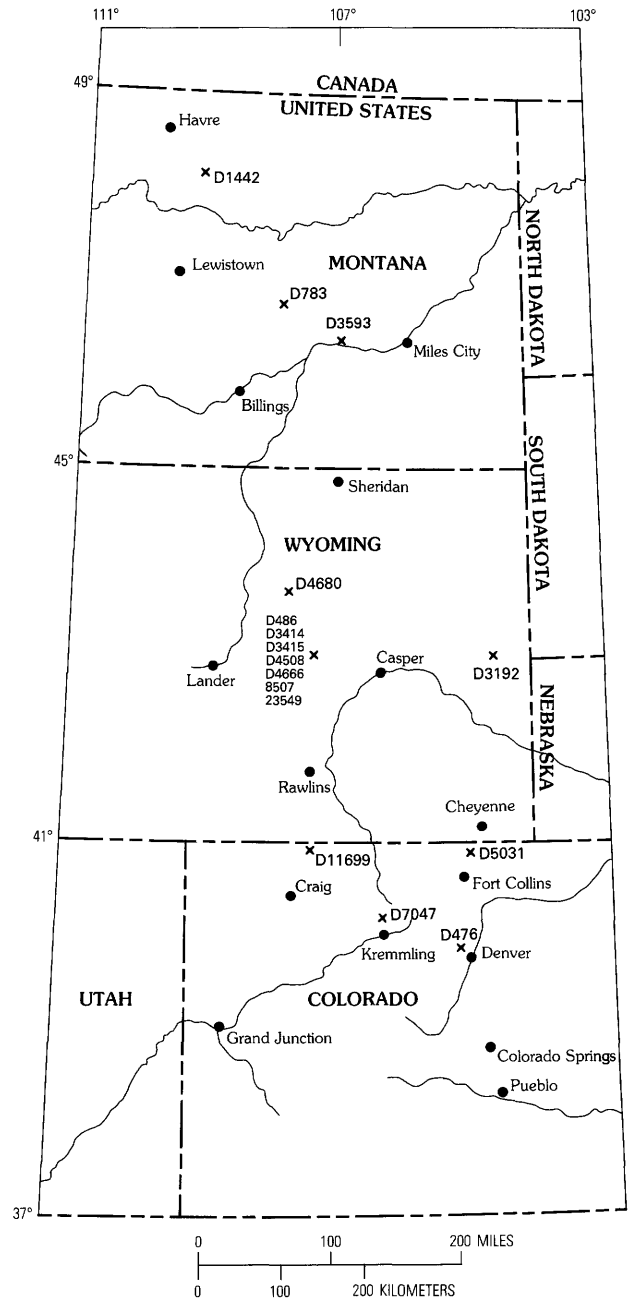 111°
107°
103°
49°
CANADA
UNITED STATES
Havre
D1442
NORTH DAKOTA
Lewistown
MONTANA
D783
D3593
Miles City
Billings
45°
SOUTH DAKOTA
Sheridan
WYOMING
D4680
D486
D3414
D3415
D4508
D4666
8507
23549
Lander
Casper
D3192
NEBRASKA
Rawlins
Cheyenne
41°
D11699
D5031
Craig
Fort Collins
D7047
D476
Kremmling
Denver
UTAH
COLORADO
Grand Junction
Colorado Springs
Pueblo
37°
0 100 200 MILES
0 100 200 KILOMETERS